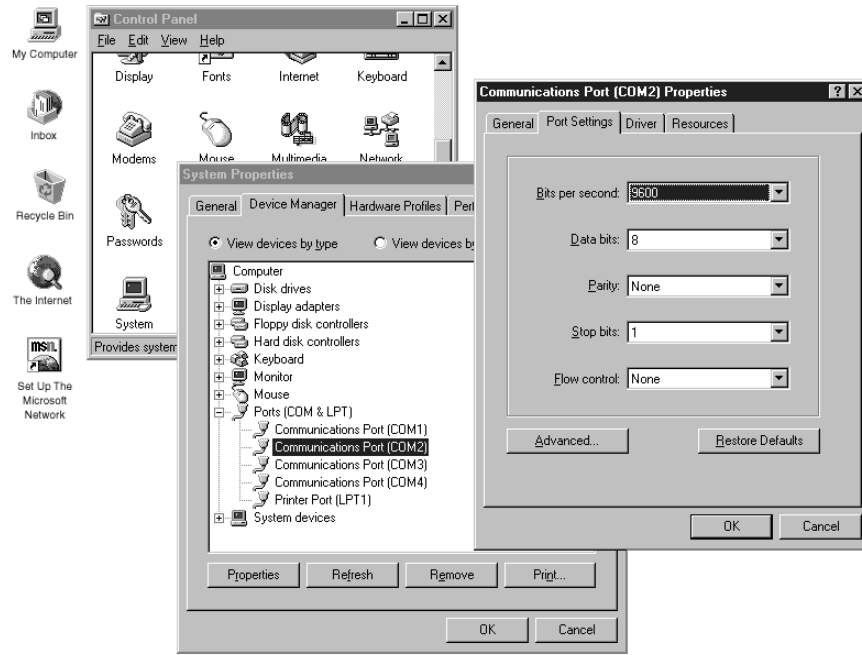 My Computer
Inbox
Recycle Bin
The Internet
msn.
Set Up The
Microsoft
Network
Control Panel
File Edit View Help
Display Fonts Internet Keyboard
Modems Mouse Multimedia Network
Passwords
System
Provides system
System Properties
General Device Manager Hardware Profiles Perf
View devices by type View devices by
Computer
Disk drives
Display adapters
Floppy disk controllers
Hard disk controllers
Keyboard
Monitor
Mouse
Ports (COM & LPT)
Communications Port (COM1)
Communications Port (COM2)
Communications Port (COM3)
Communications Port (COM4)
Printer Port (LPT1)
System devices
Properties Refresh Remove Print...
OK Cancel
Communications Port (COM2) Properties
General Port Settings Driver Resources
Bits per second: 9600
Data bits: 8
Parity: None
Stop bits: 1
Flow control: None
Advanced... Restore Defaults
OK Cancel